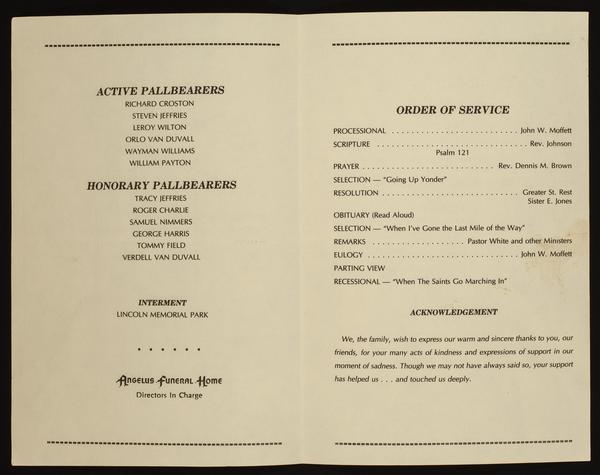 ACTIVE PALLBEARERS
RICHARD CROSTON
STEVEN JEFFRIES
LEROY WILTON
ORLO VAN DUVALL
WAYMAN WILLIAMS
WILLIAM PAYTON
HONORARY PALLBEARERS
TRACY JEFFRIES
ROGER CHARLIE
SAMUEL NIMMERS
GEORGE HARRIS
TOMMY FIELD
VERDELL VAN DUVALL
INTERMENT
LINCOLN MEMORIAL PARK
* * * * * *
Angelus Funeral Home
Directors In Charge
ORDER OF SERVICE
PROCESSIONAL . . . . . . . . . . . . . . . . . . . . . . . . . John W. Moffett
SCRIPTURE . . . . . . . . . . . . . . . . . . . . . . . . . . . . . Rev. Johnson
Psalm 121
PRAYER . . . . . . . . . . . . . . . . . . . . . . . . . . Rev. Dennis M. Brown
SELECTION — "Going Up Yonder"
RESOLUTION . . . . . . . . . . . . . . . . . . . . . . . . . . . Greater St. Rest
Sister E. Jones
OBITUARY (Read Aloud)
SELECTION — "When I've Gone the Last Mile of the Way"
REMARKS . . . . . . . . . . . . . . . . . . . Pastor White and other Ministers
EULOGY . . . . . . . . . . . . . . . . . . . . . . . . . . . . . . John W. Moffett
PARTING VIEW
RECESSIONAL — "When The Saints Go Marching In"
ACKNOWLEDGEMENT
We, the family, wish to express our warm and sincere thanks to you, our
friends, for your many acts of kindness and expressions of support in our
moment of sadness. Though we may not have always said so, your support
has helped us . . . and touched us deeply.